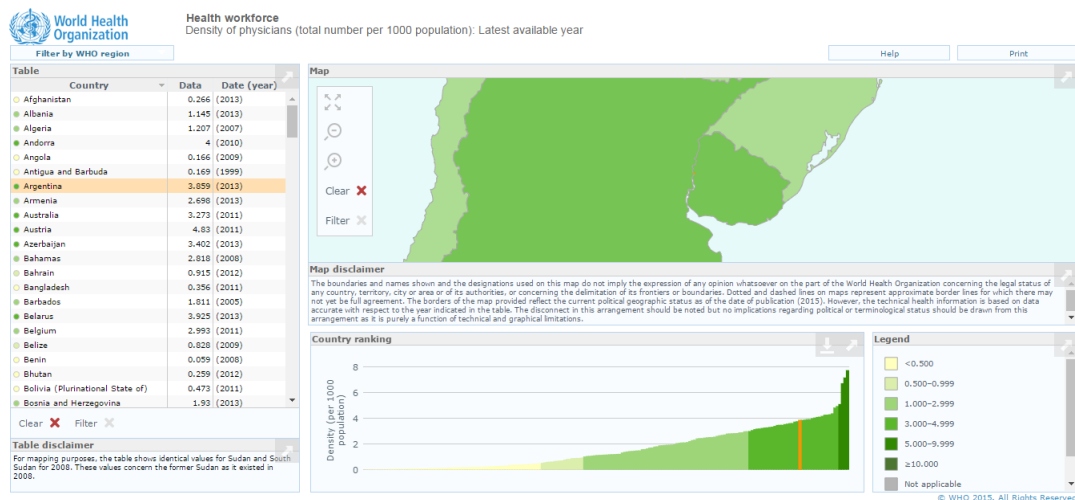 World Health
Organization
Health workforce
Density of physicians (total number per 1000 population): Latest available year
Filter by WHO region
Help
Print
Table
Country Data Date (year)
Afghanistan 0.266 (2013)
Albania 1.145 (2013)
Algeria 1.207 (2007)
Andorra 4 (2010)
Angola 0.166 (2009)
Antigua and Barbuda 0.169 (1999)
Argentina 3.859 (2013)
Armenia 2.698 (2013)
Australia 3.273 (2011)
Austria 4.83 (2011)
Azerbaijan 3.402 (2013)
Bahamas 2.818 (2008)
Bahrain 0.915 (2012)
Bangladesh 0.356 (2011)
Barbados 1.811 (2005)
Belarus 3.925 (2013)
Belgium 2.993 (2011)
Belize 0.828 (2009)
Benin 0.059 (2008)
Bhutan 0.259 (2012)
Bolivia (Plurinational State of) 0.473 (2011)
Bosnia and Herzegovina 1.93 (2013)
Clear Filter
Table disclaimer
For mapping purposes, the table shows identical values for Sudan and South
Sudan for 2008. These values concern the former Sudan as it existed in
2008.
Map
Clear
Filter
Map disclaimer
The boundaries and names shown and the designations used on this map do not imply the expression of any opinion whatsoever on the part of the World Health Organization concerning the legal status of
any country, territory, city or area or of its authorities, or concerning the delimitation of its frontiers or boundaries. Dotted and dashed lines on maps represent approximate border lines for which there may
not yet be full agreement. The borders of the map provided reflect the current political geographic status as of the date of publication (2015). However, the technical health information is based on data
accurate with respect to the year indicated in the table. The disconnect in this arrangement should be noted but no implications regarding political or terminological status should be drawn from this
arrangement as it is purely a function of technical and graphical limitations.
Country ranking
Density (per 1000
population)
8
6
4
2
0
Legend
<0.500
0.500–0.999
1.000–2.999
3.000–4.999
5.000–9.999
≥10.000
Not applicable
© WHO 2015. All Rights Reserved